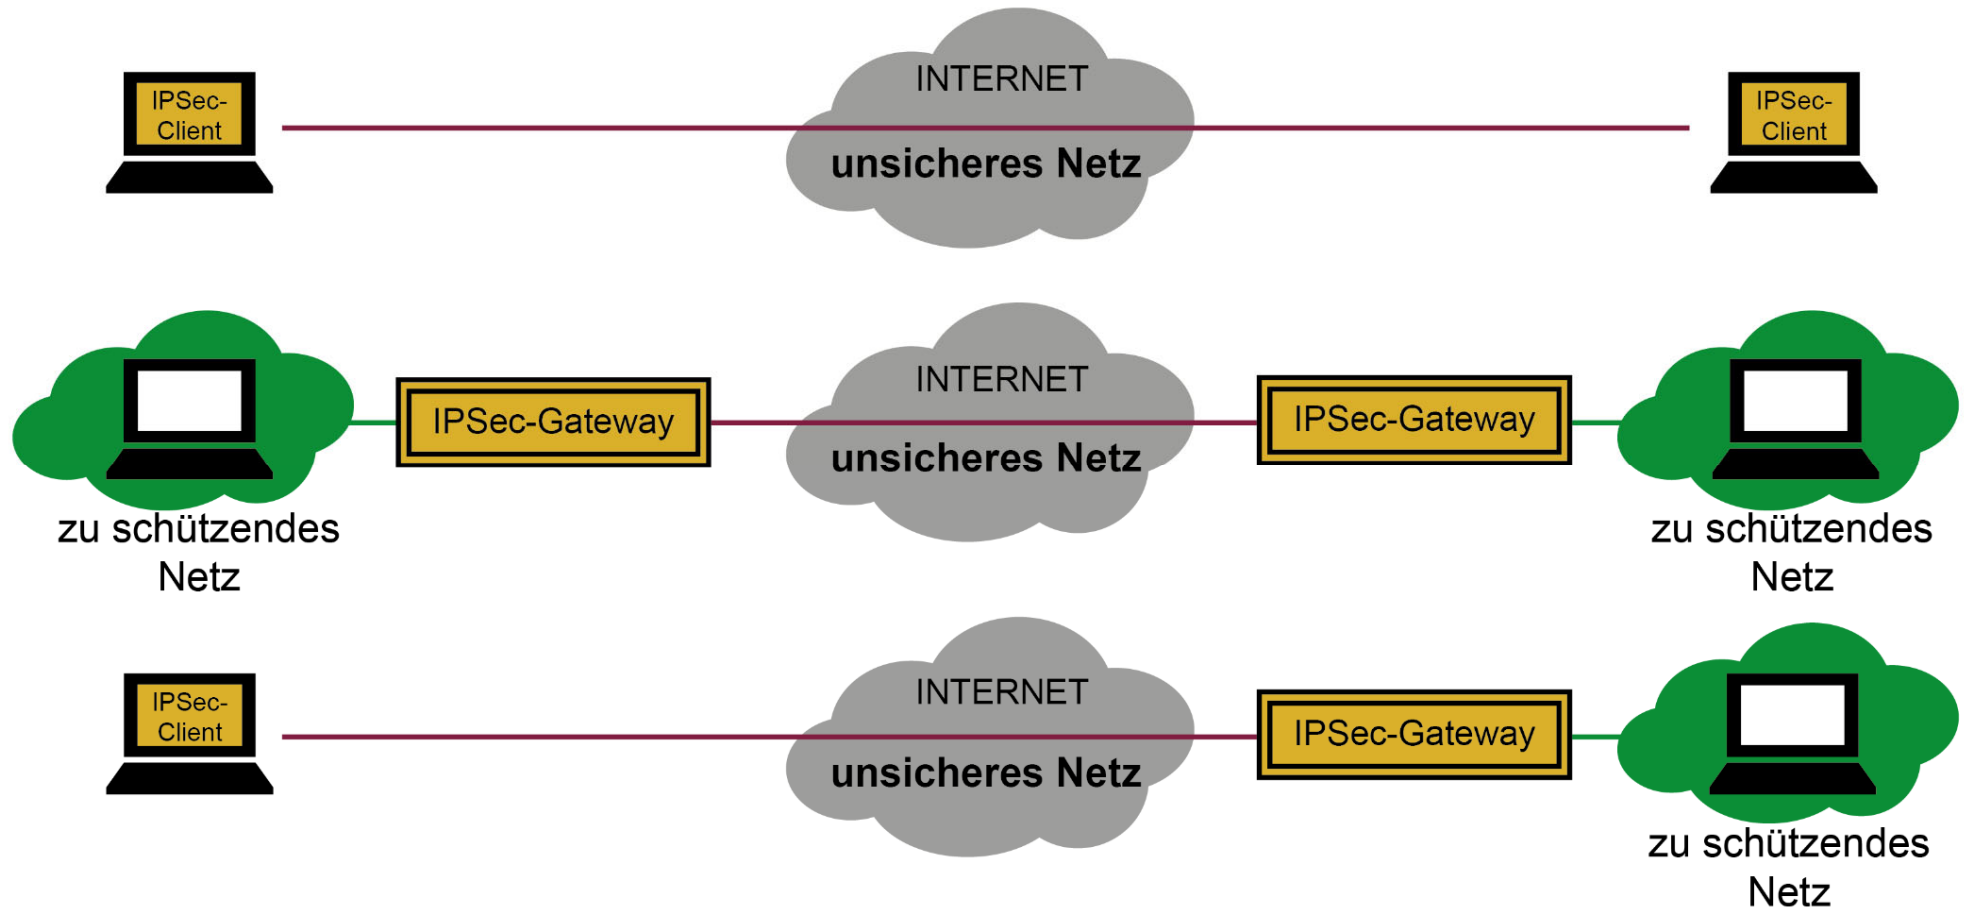 INTERNET
IPSec-
Client
IPSec-
Client
unsicheres Netz
INTERNET
IPSec-Gateway
IPSec-Gateway
unsicheres Netz
zu schützendes
Netz
zu schützendes
Netz
INTERNET
IPSec-
Client
IPSec-Gateway
unsicheres Netz
zu schützendes
Netz